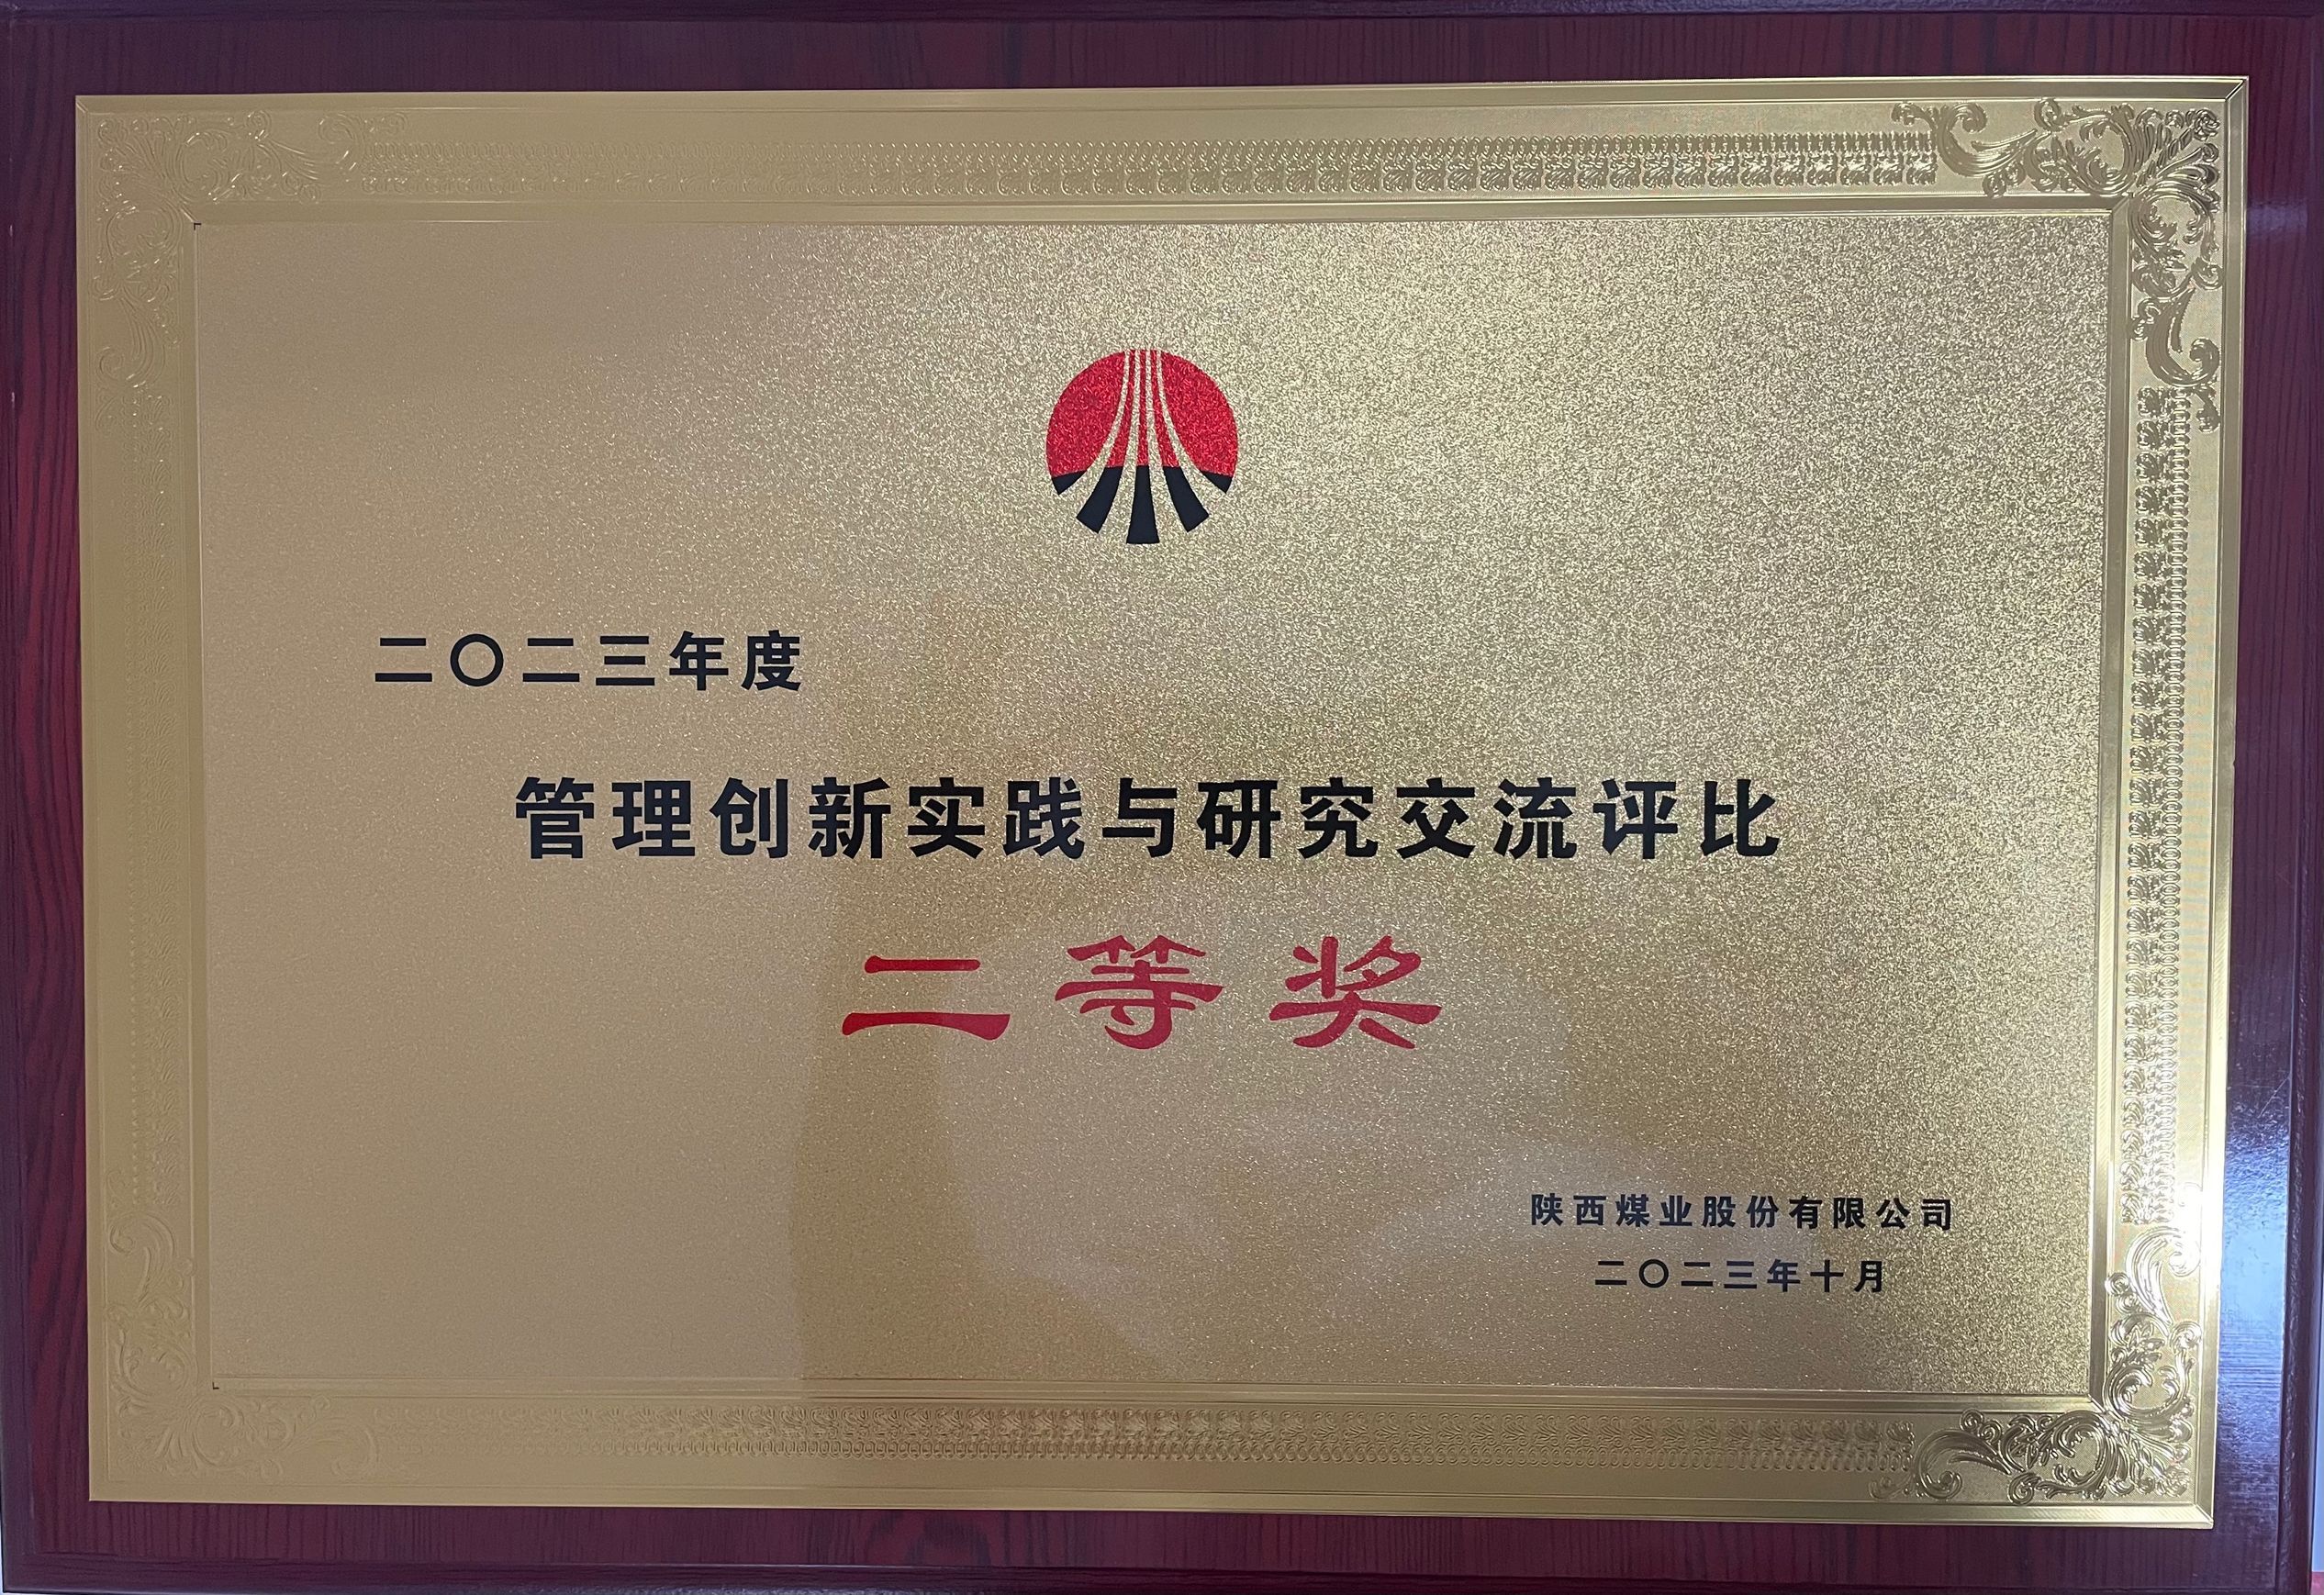 二〇二三年度
管理创新实践与研究交流评比
二等奖
陕西煤业股份有限公司
二〇二三年十月